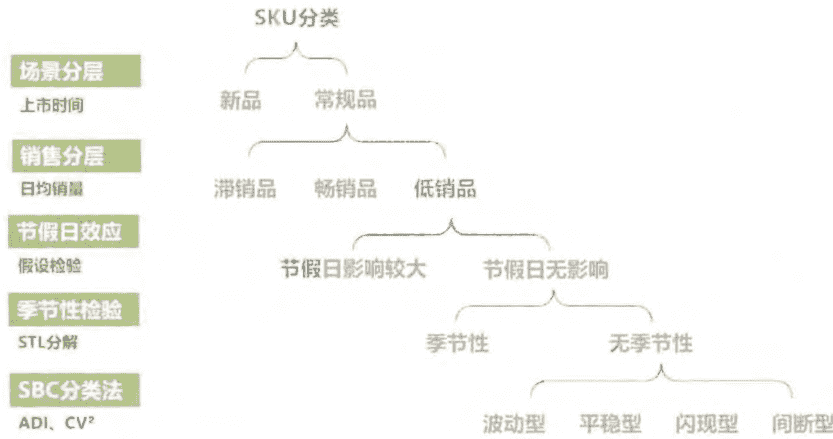 SKU分类
场景分层
上市时间
新品 常规品
销售分层
日均销量
滞销品 畅销品 低销品
节假日效应
假设检验
节假日影响较大 节假日无影响
季节性检验
STL分解
季节性 无季节性
SBC分类法
ADI、CV²
波动型 平稳型 闪现型 间断型